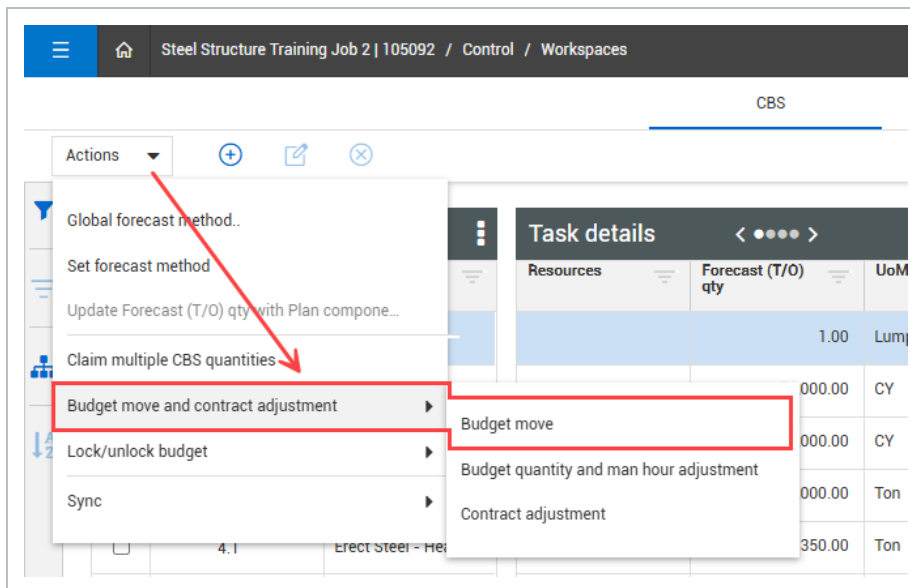 Steel Structure Training Job 2 | 105092 / Control / Workspaces
CBS
Actions
Global forecast method..
Set forecast method
Update Forecast (T/O) qty with Plan compone...
Claim multiple CBS quantities
Budget move and contract adjustment
Lock/unlock budget
Sync
Budget move
Budget quantity and man hour adjustment
Contract adjustment
Task details
Resources
Forecast (T/O)
qty
UoM
1.00
000.00 CY
000.00 CY
000.00 Ton
4.1 Erect Steel - 350.00 Ton